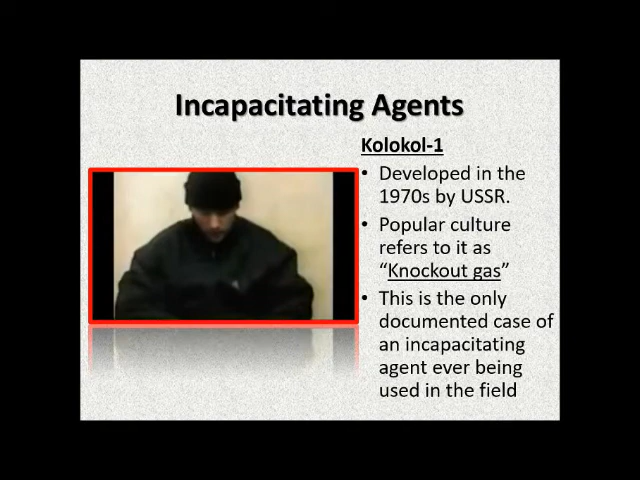 Incapacitating Agents
Kolokol-1
• Developed in the
1970s by USSR.
• Popular culture
refers to it as
“Knockout gas”
• This is the only
documented case of
an incapacitating
agent ever being
used in the field